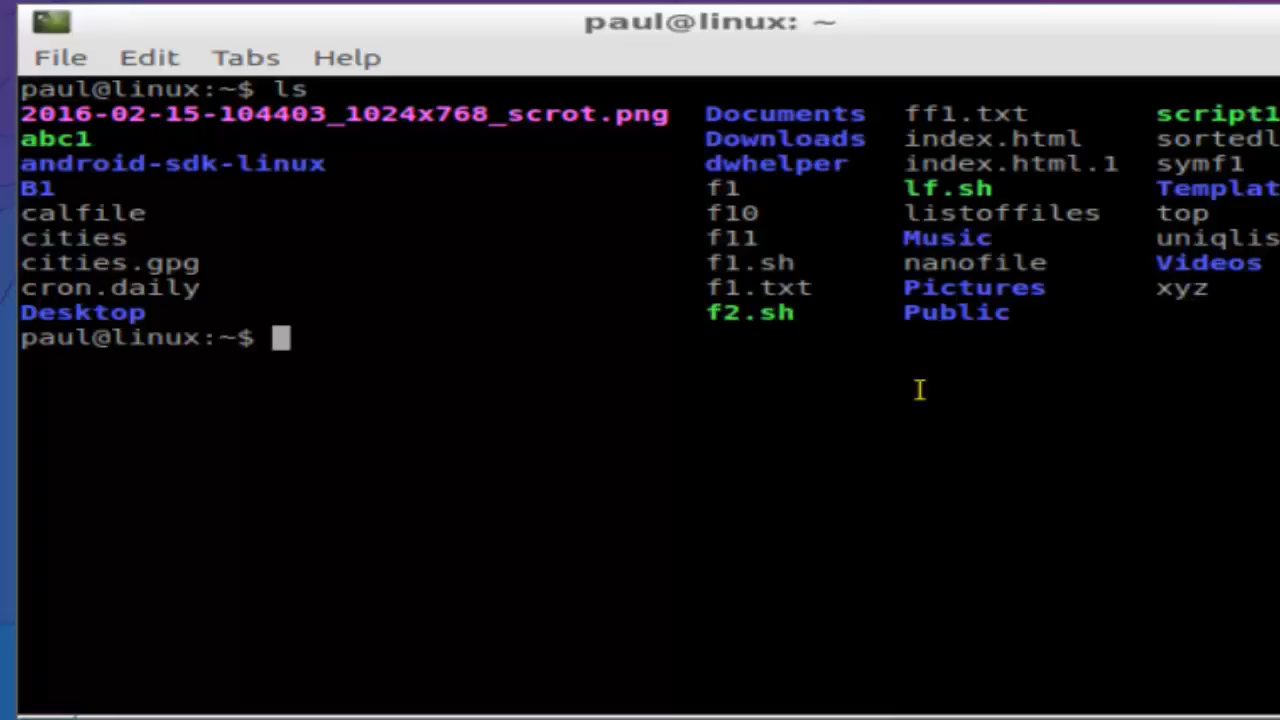 paul@linux: ~
File Edit Tabs Help
paul@linux:~$ ls
2016-02-15-104403_1024x768_scrot.png Documents ff1.txt script1
abc1 Downloads index.html sortedl
android-sdk-linux dwhelper index.html.1 symf1
B1 f1 lf.sh Templat
calfile f10 listoffiles top
cities f11 Music uniqlis
cities.gpg f1.sh nanofile Videos
cron.daily f1.txt Pictures xyz
Desktop f2.sh Public
paul@linux:~$